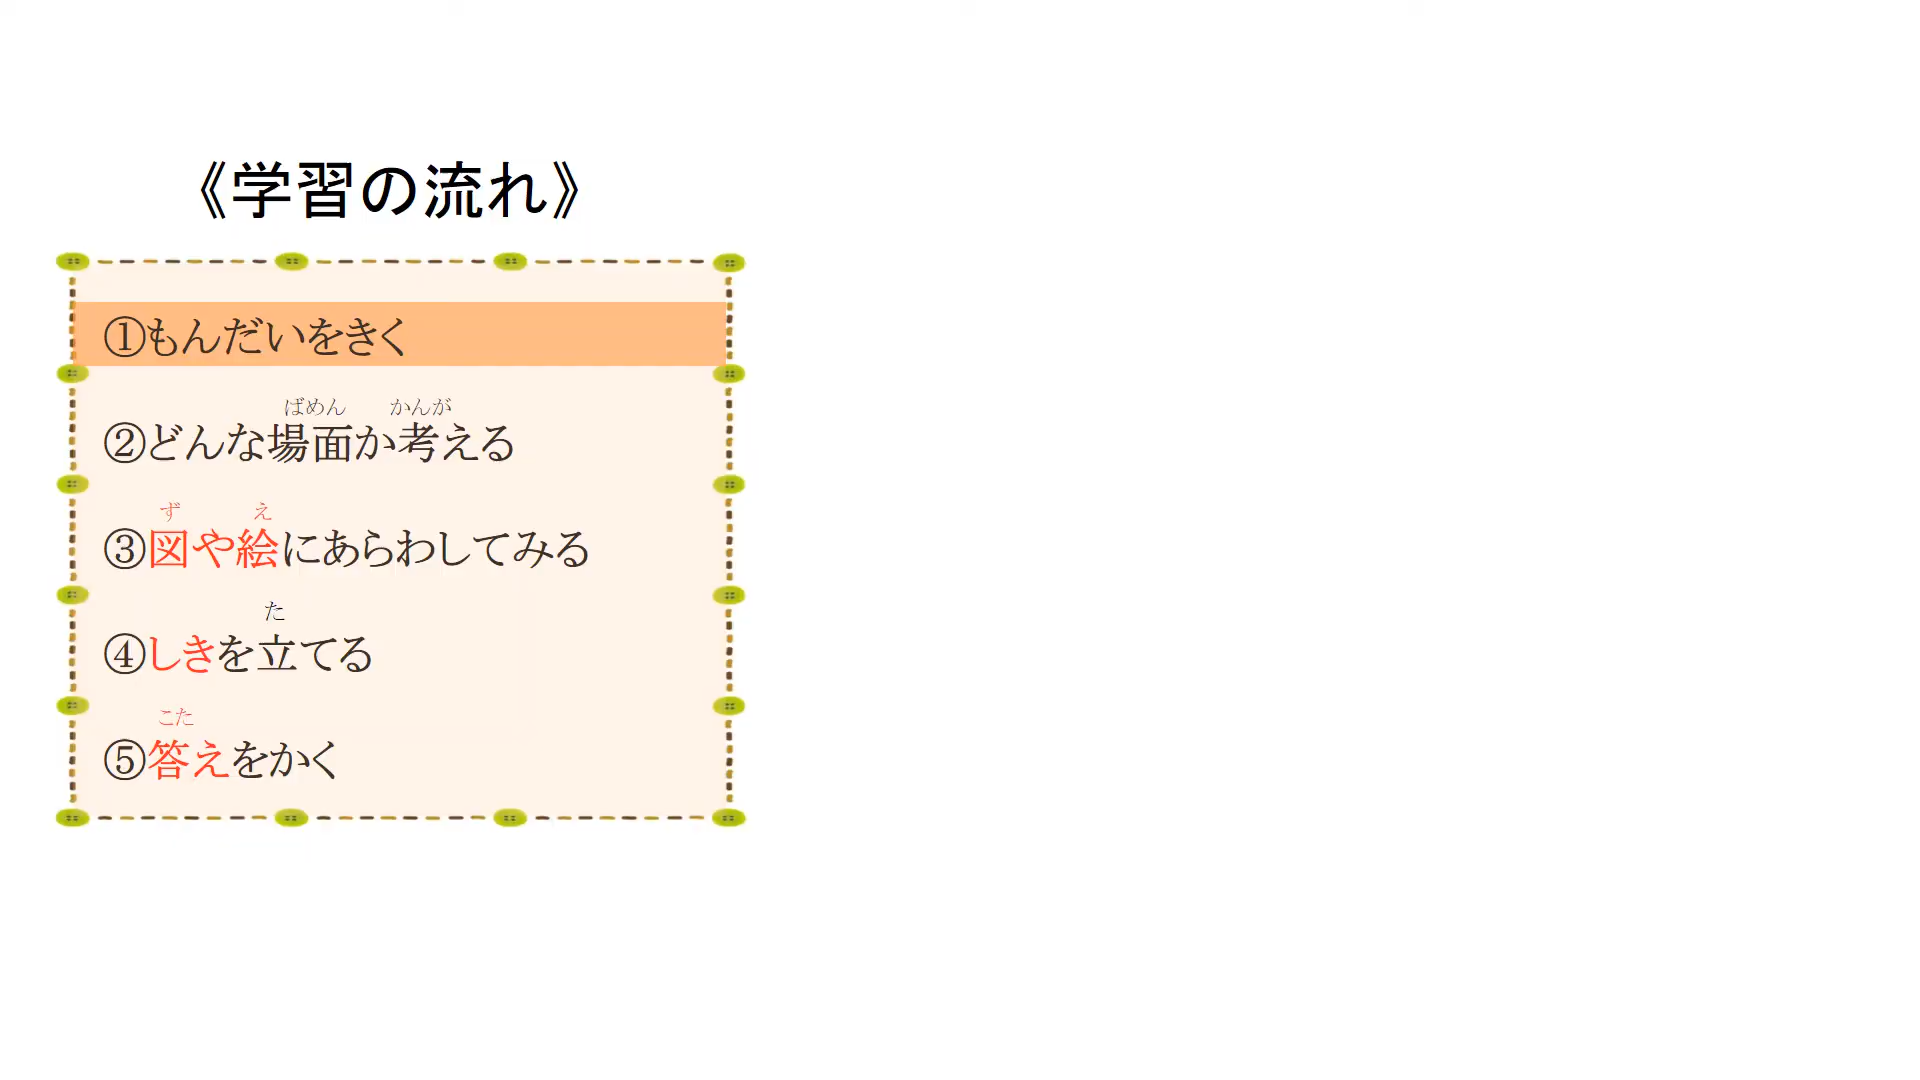 《学習の流れ》
①もんだいをきく
ばめん かんが
②どんな場面か考える
ず え
③図や絵にあらわしてみる
た
④しきを立てる
こた
⑤答えをかく